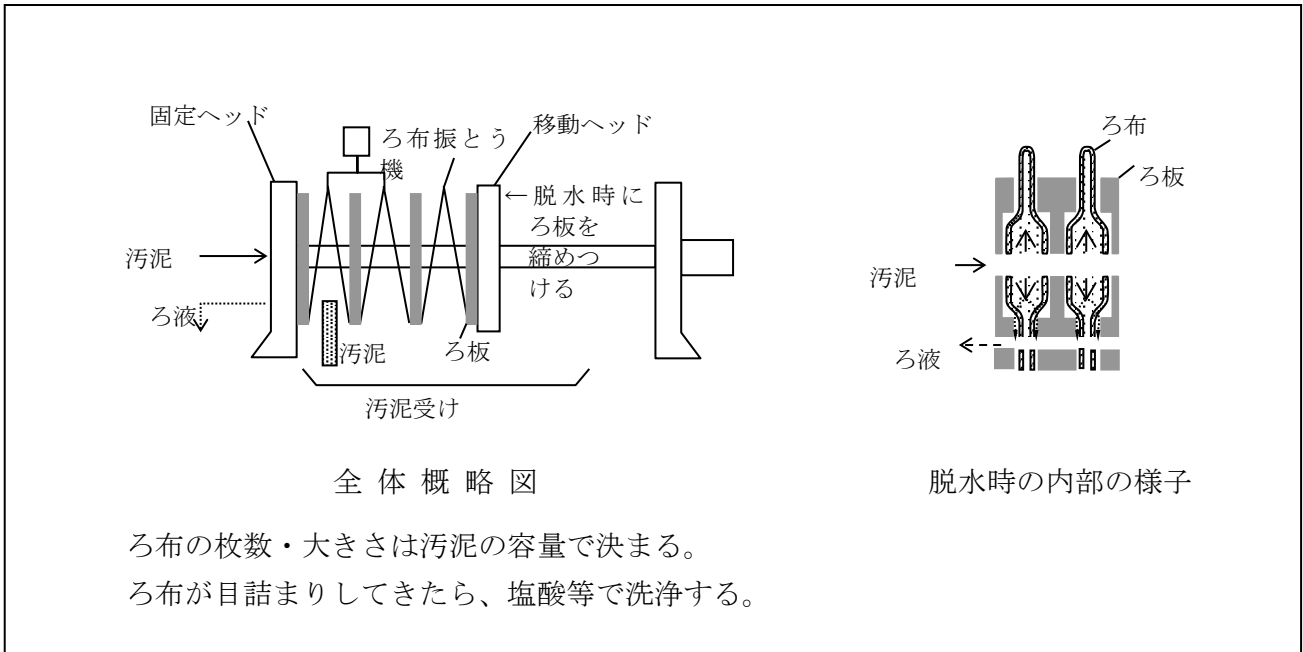 固定ヘッド
ろ布振とう
機
移動ヘッド
←脱水時に
ろ板を
締めつ
ける
汚泥
ろ液
汚泥
ろ板
汚泥受け
全体概略図
ろ布
ろ板
汚泥
ろ液
脱水時の内部の様子
ろ布の枚数・大きさは汚泥の容量で決まる。
ろ布が目詰まりしてきたら、塩酸等で洗浄する。